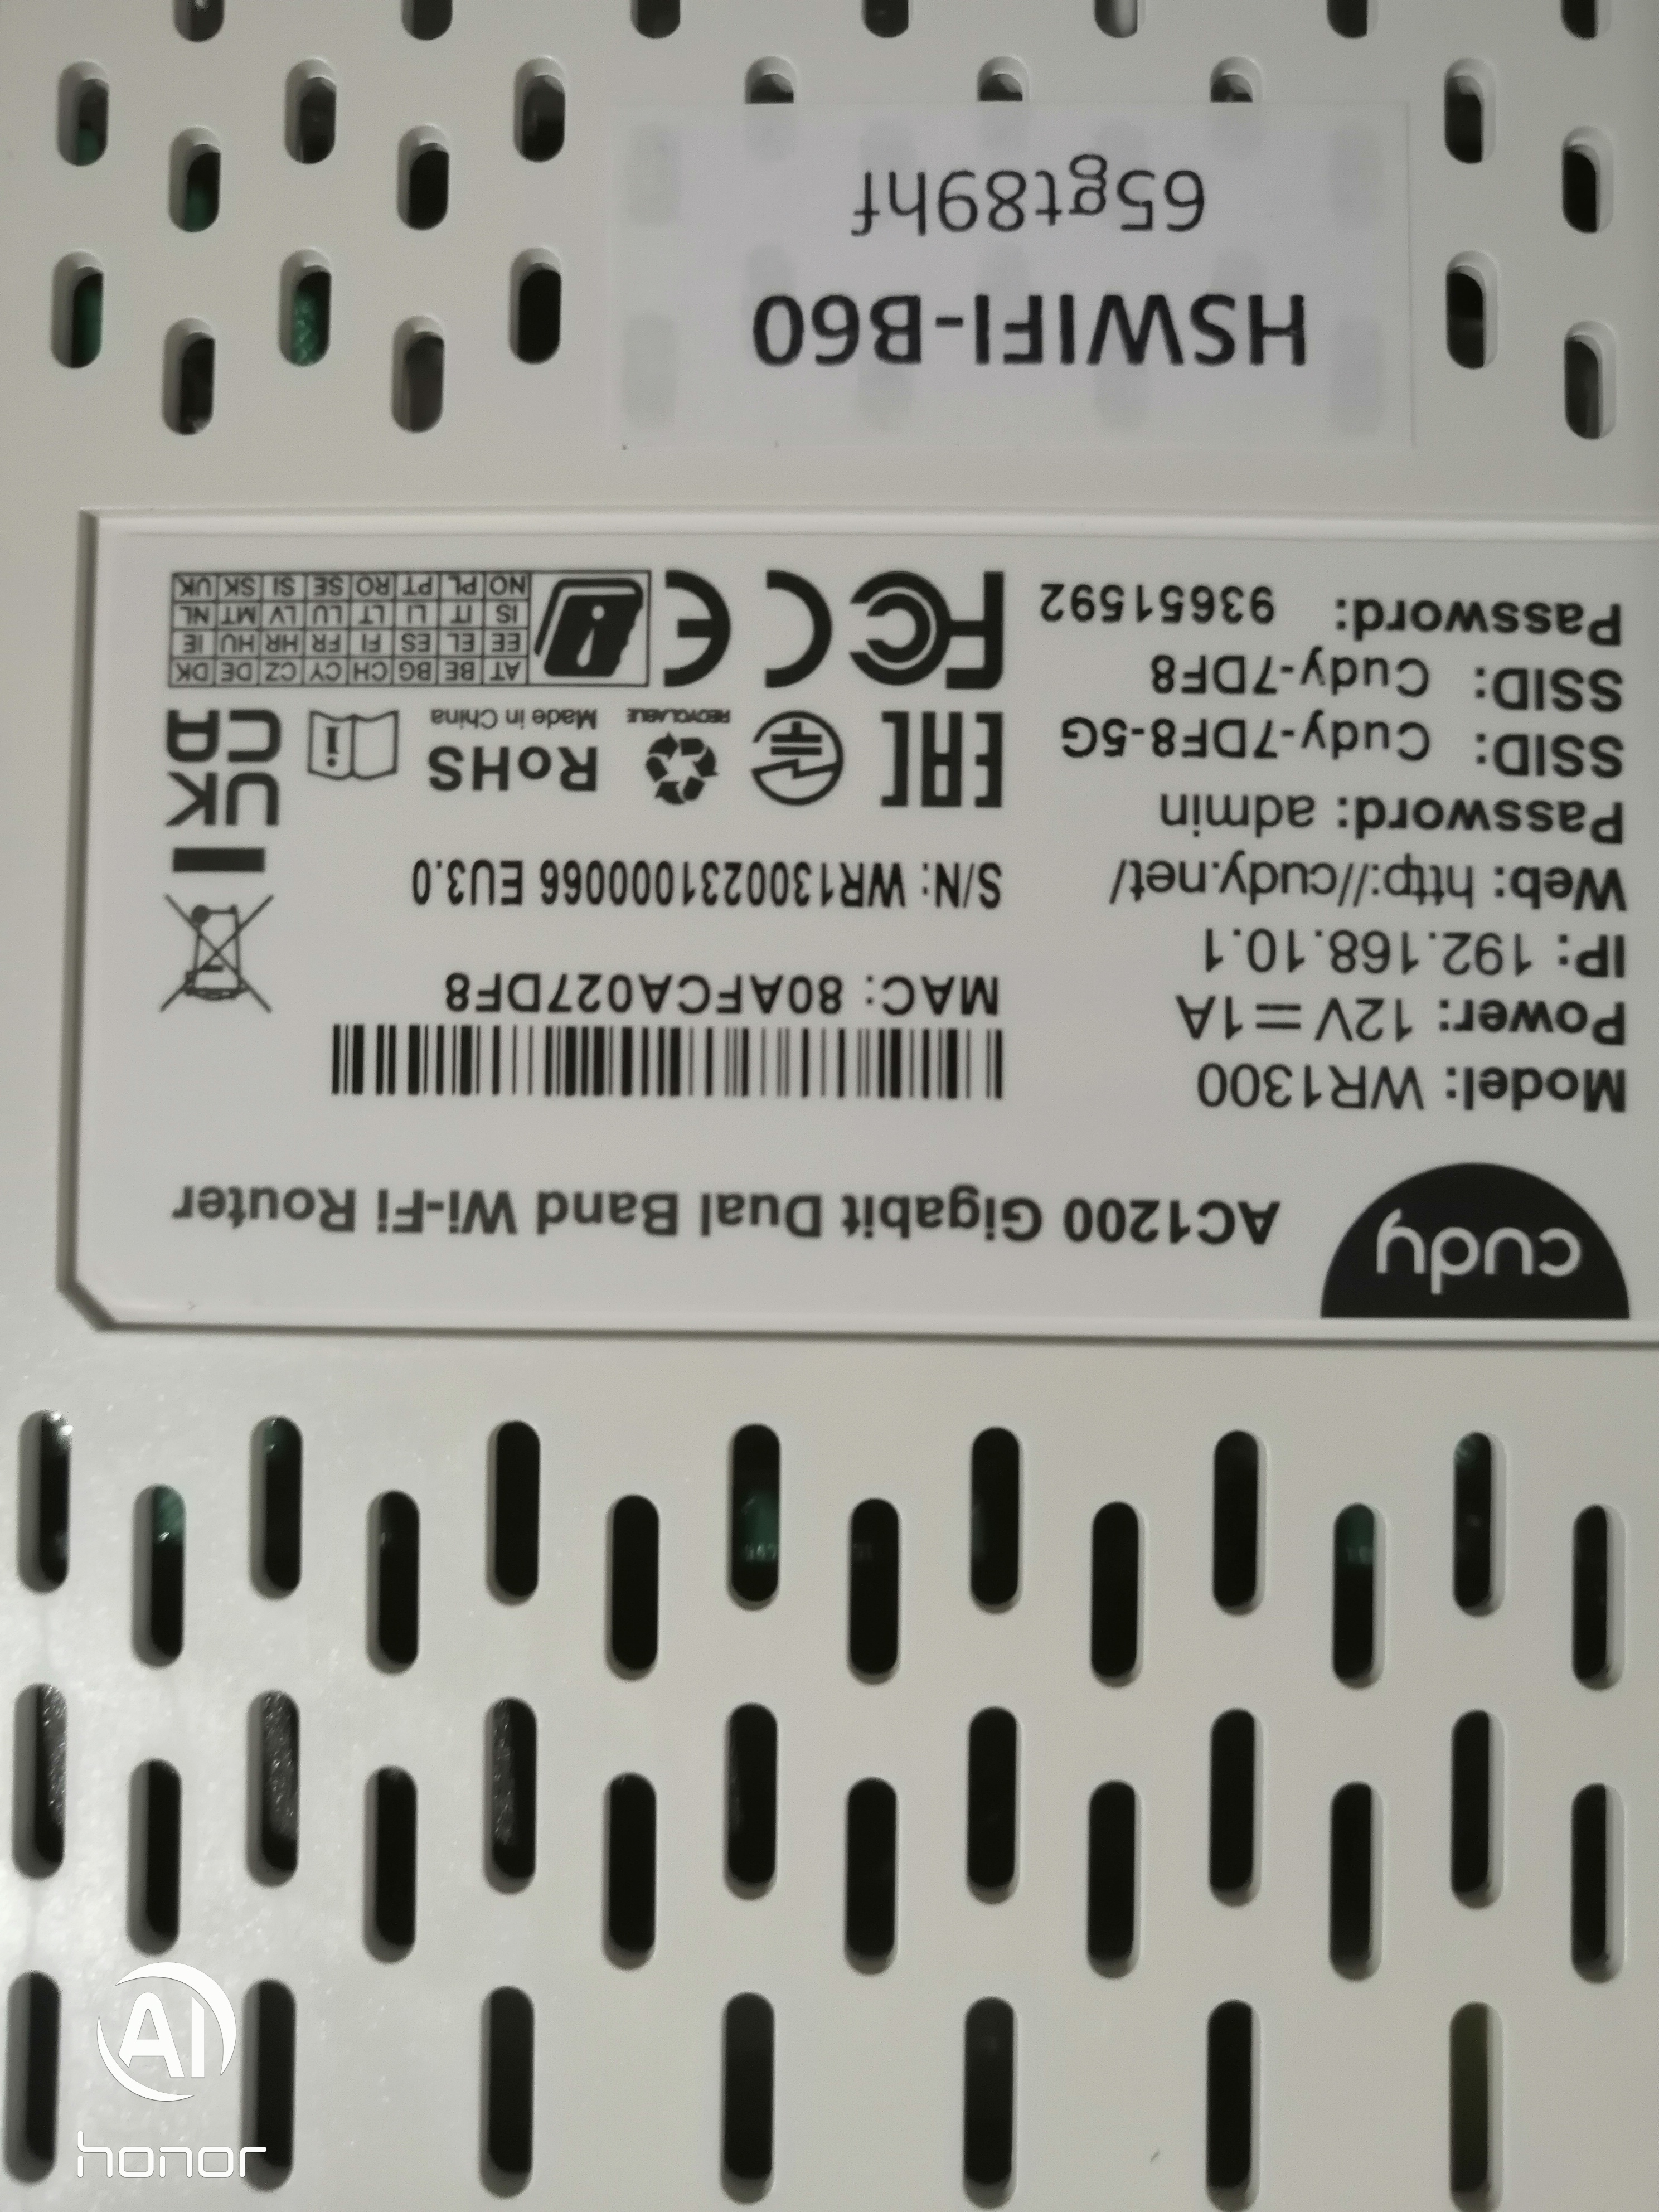 cudy
AC1200 Gigabit Dual Band Wi-Fi Router
Model: WR1300
Power: 12V⎓1A
IP: 192.168.10.1
Web: http://cudy.net/
Password: admin
SSID: Cudy-7DF8-5G
SSID: Cudy-7DF8
Password: 93651592
MAC: 80AFCA027DF8
S/N: WR1300231000066 EU3.0
EAC
RECYCLABLE
RoHS
Made in China
UK
CA
FC
CE
AT BE BG CH CY CZ DE DK
EE EL ES FI FR HR HU IE
IS IT LI LT LU LV MT NL
NO PL PT RO SE SI SK UK
HSWIFI-B60
65gt89hf
AI
honor